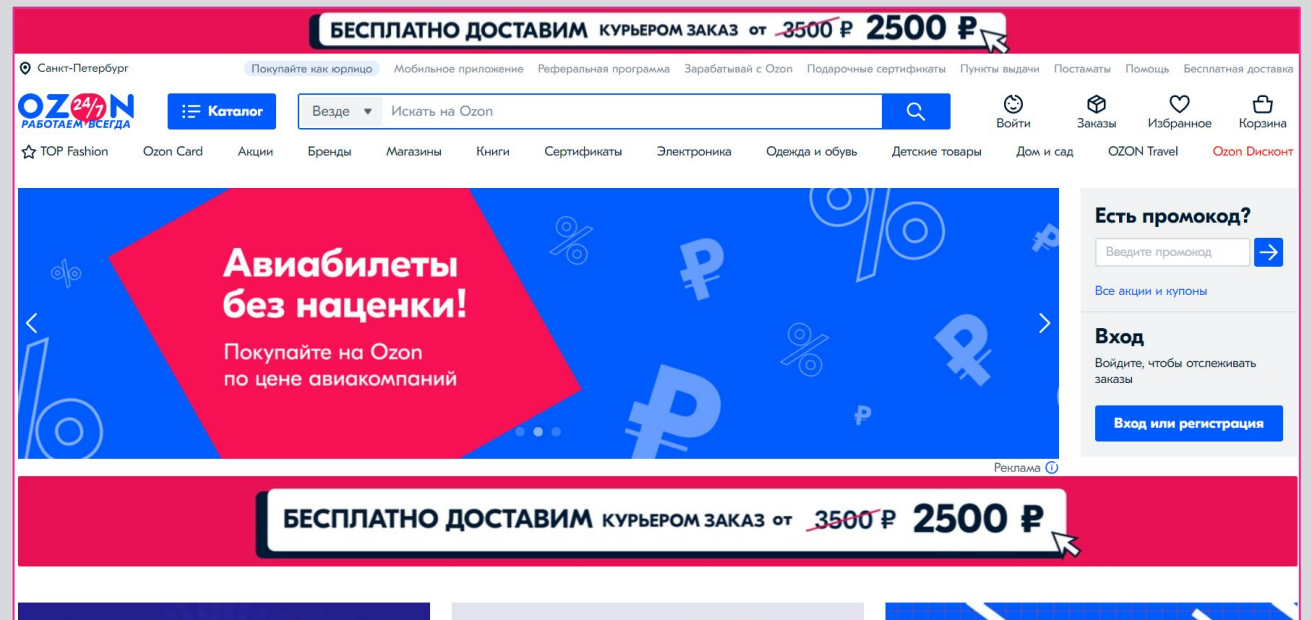 БЕСПЛАТНО ДОСТАВИМ КУРЬЕРОМ ЗАКАЗ от 3500 ₽ 2500 ₽
Санкт-Петербург Покупайте как юрлицо Мобильное приложение Реферальная программа Зарабатывай с Ozon Подарочные сертификаты Пункты выдачи Постаматы Помощь Бесплатная доставка
OZON 24/7
РАБОТАЕМ ВСЕГДА
Каталог
Везде Искать на Ozon
Войти Заказы Избранное Корзина
TOP Fashion Ozon Card Акции Бренды Магазины Книги Сертификаты Электроника Одежда и обувь Детские товары Дом и сад OZON Travel Ozon Dисконт
Авиабилеты
без наценки!
Покупайте на Ozon
по цене авиакомпаний
Есть промокод?
Введите промокод
Все акции и купоны
Вход
Войдите, чтобы отслеживать
заказы
Вход или регистрация
Реклама
БЕСПЛАТНО ДОСТАВИМ КУРЬЕРОМ ЗАКАЗ от 3500 ₽ 2500 ₽